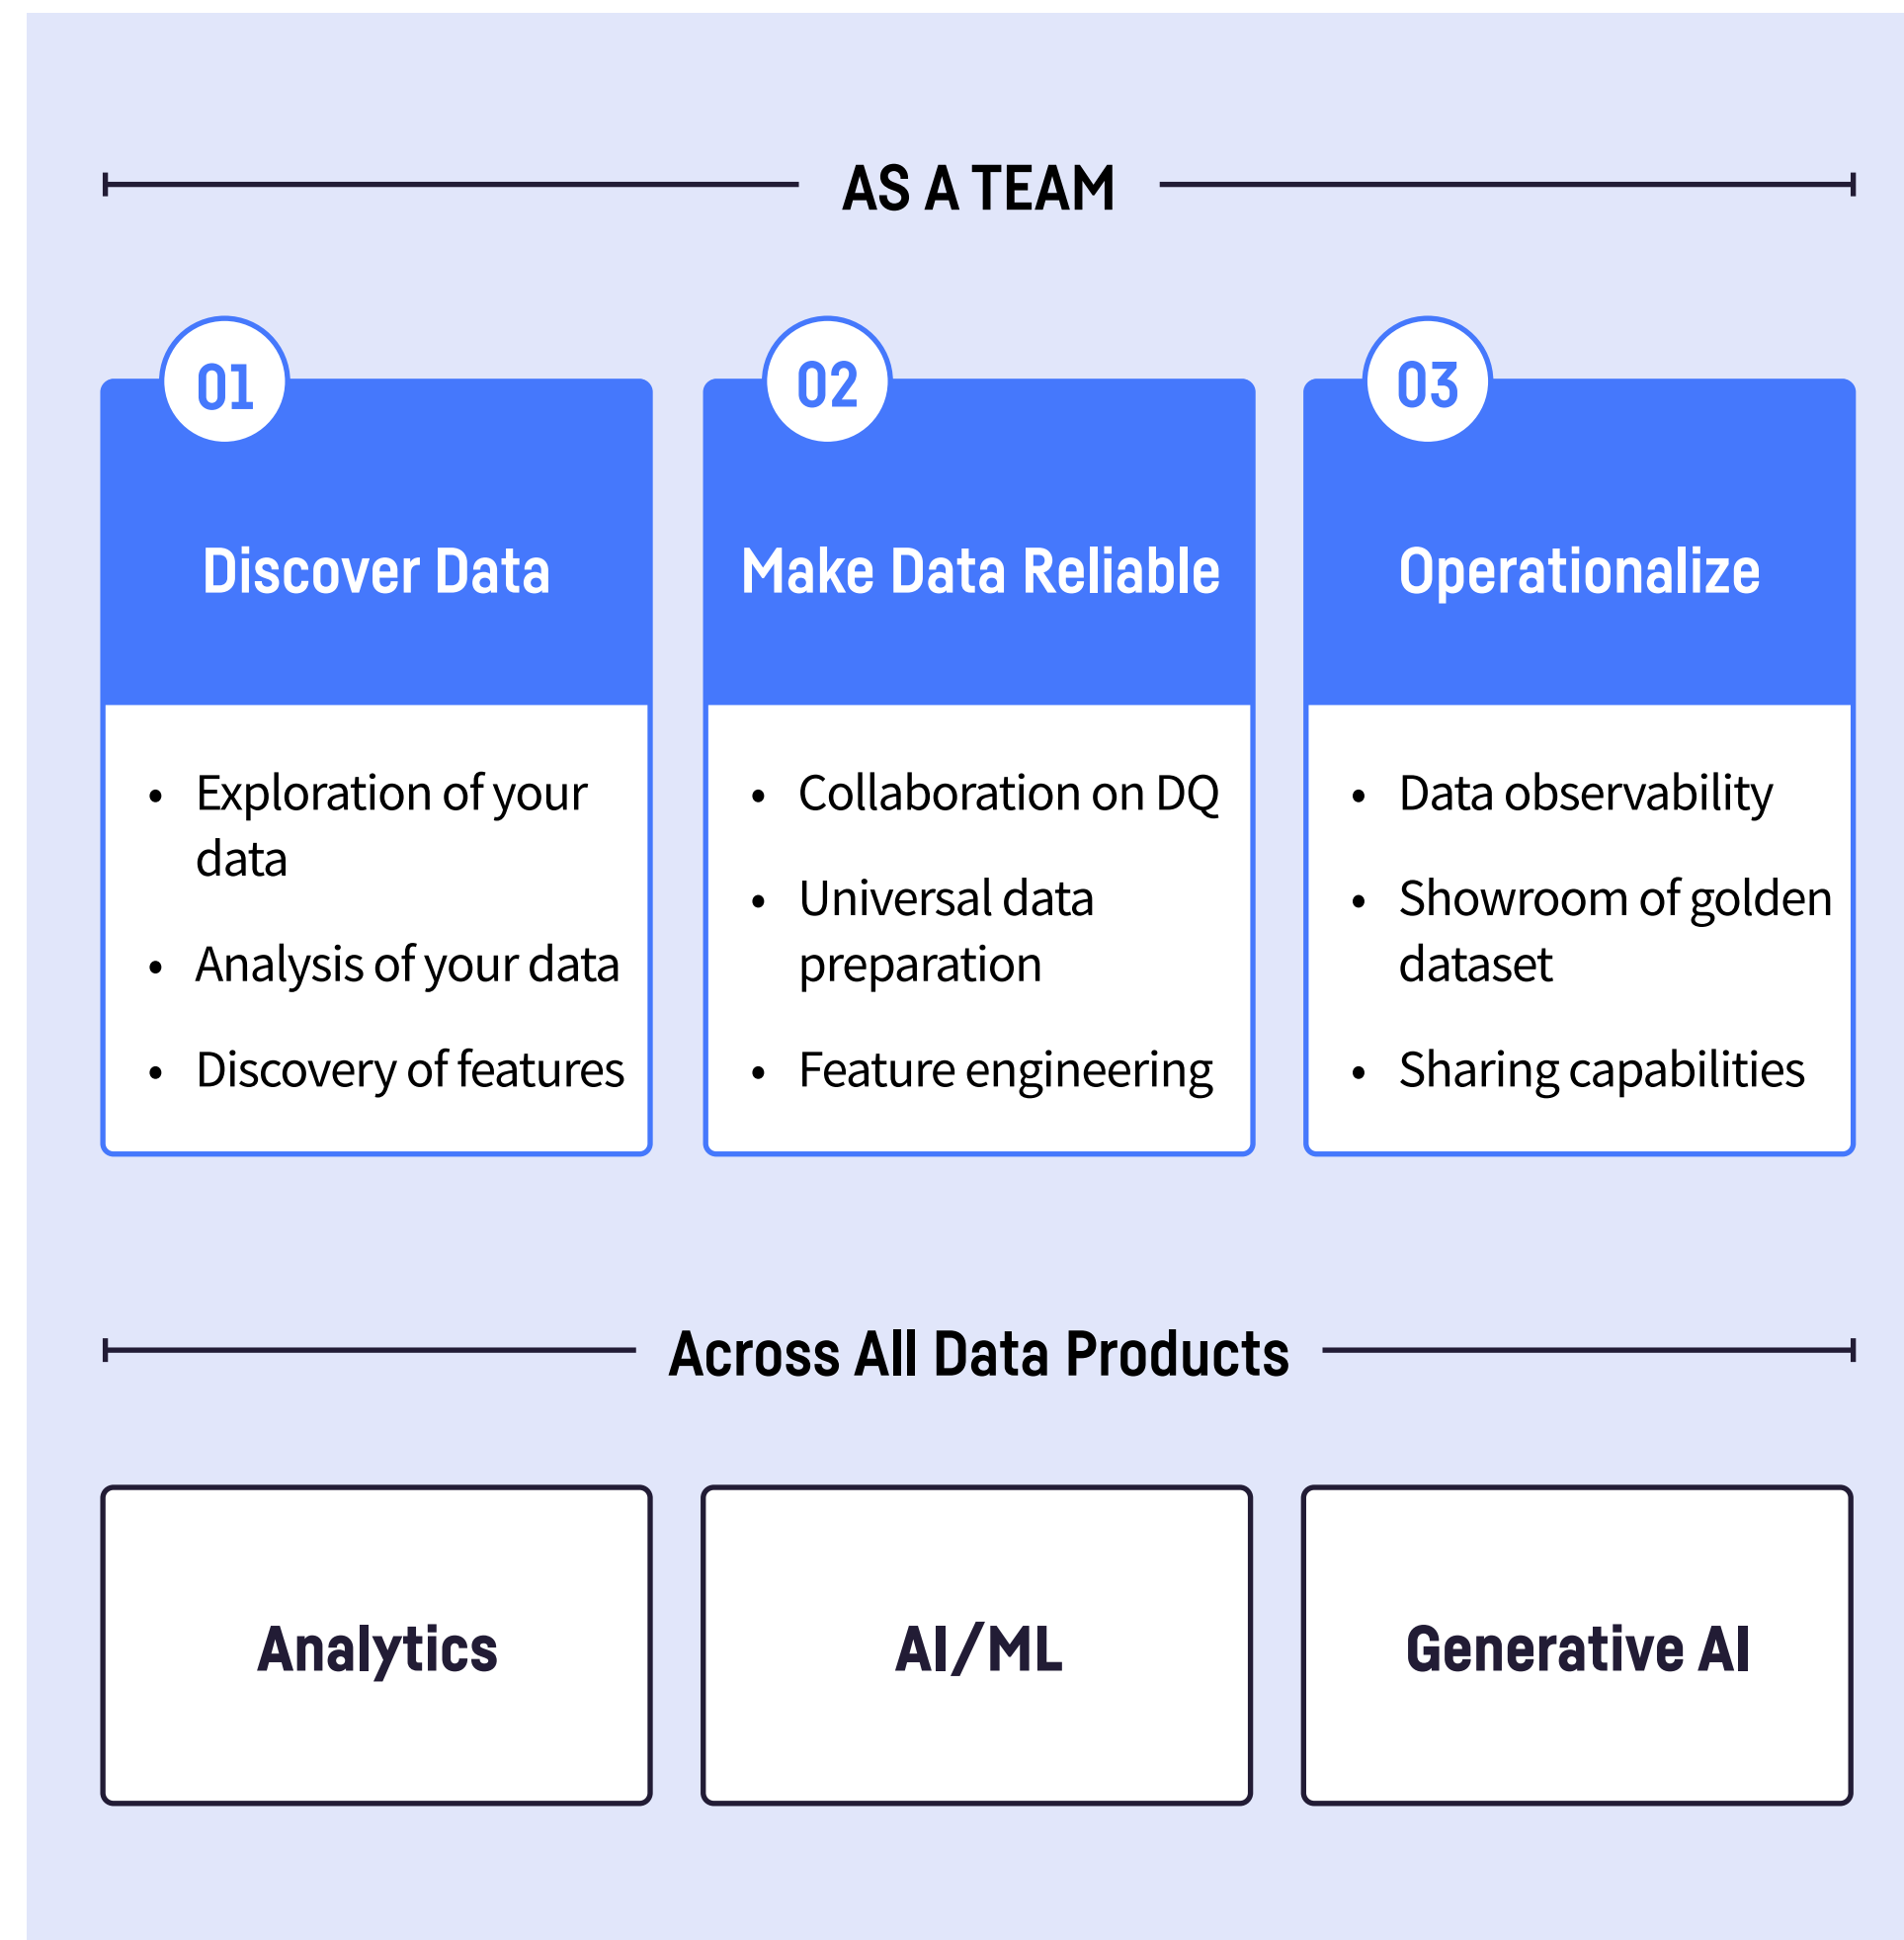 AS A TEAM
01
Discover Data
• Exploration of your
data
• Analysis of your data
• Discovery of features
02
Make Data Reliable
• Collaboration on DQ
• Universal data
preparation
• Feature engineering
03
Operationalize
• Data observability
• Showroom of golden
dataset
• Sharing capabilities
Across All Data Products
Analytics
AI/ML
Generative AI